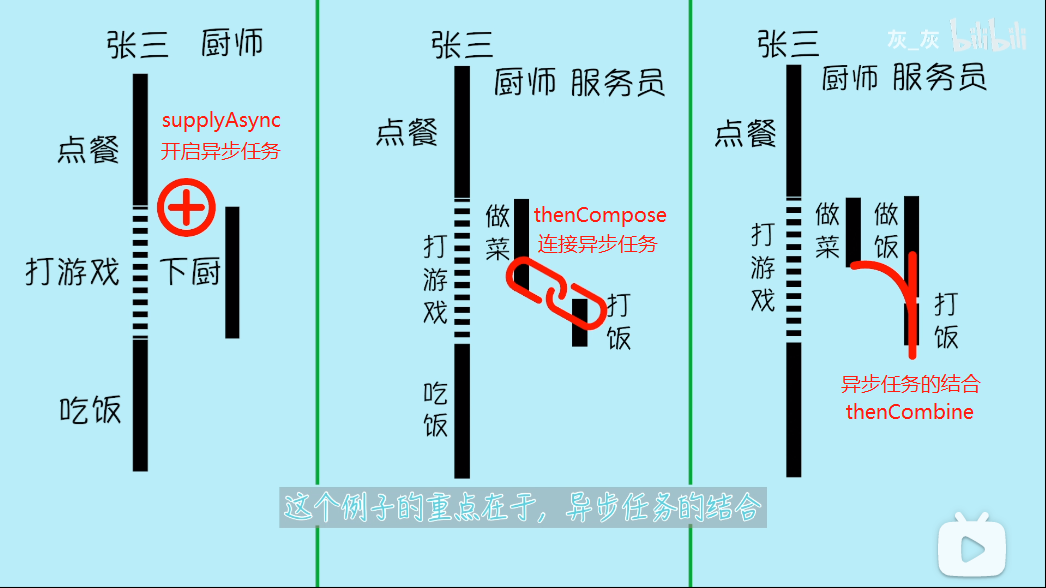 张三 厨师
点餐
supplyAsync
开启异步任务
打游戏
下厨
吃饭
张三
厨师 服务员
点餐
做菜
thenCompose
连接异步任务
打游戏
打饭
吃饭
张三
厨师 服务员
点餐
做菜
做饭
打游戏
打饭
异步任务的结合
thenCombine
灰_灰 bilibili
这个例子的重点在于，异步任务的结合